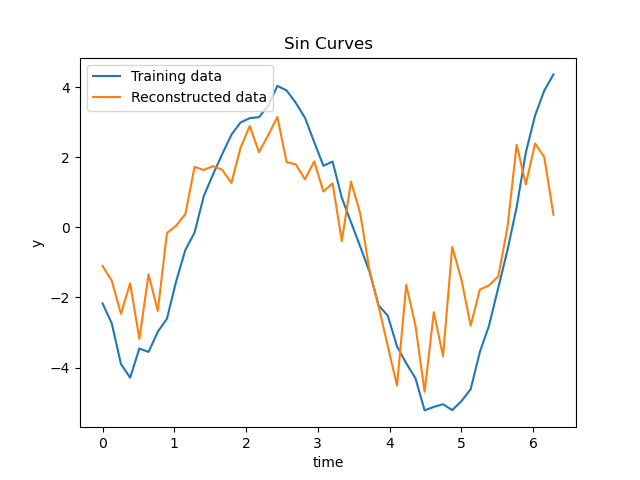 Sin Curves
Training data
Reconstructed data
4
2
0
−2
−4
y
0 1 2 3 4 5 6
time